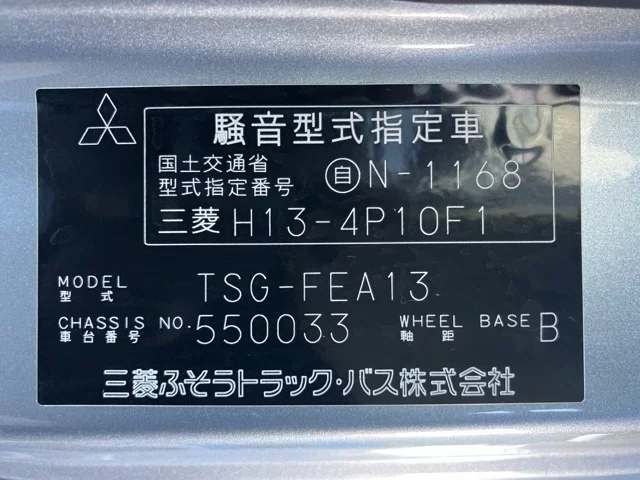 騒音型式指定車
国土交通省
型式指定番号 自N-1168
三菱 H13-4P10F1
MODEL
型式 TSG-FEA13
CHASSIS NO. 550033 WHEEL BASE B
車台番号 軸距
三菱ふそうトラック・バス株式会社